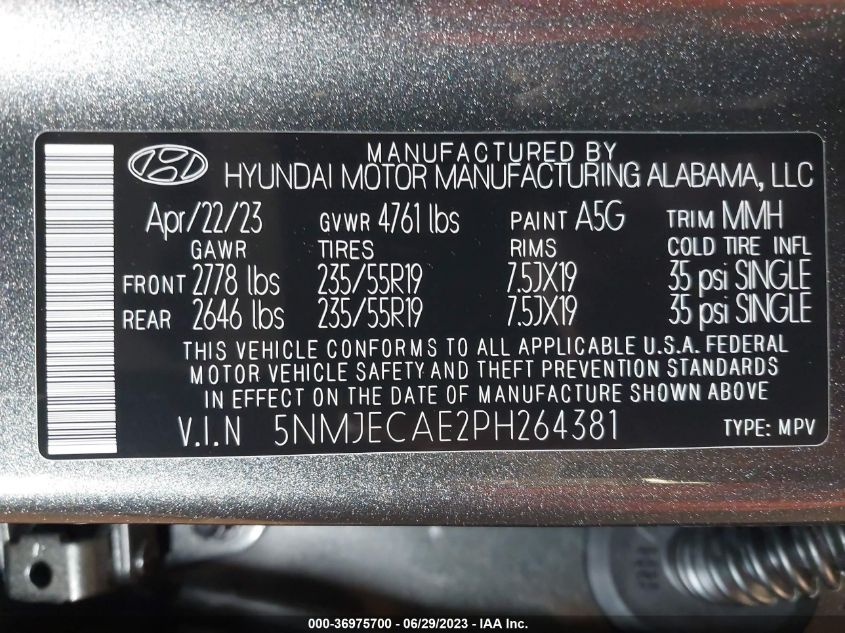 MANUFACTURED BY
HYUNDAI MOTOR MANUFACTURING ALABAMA, LLC
Apr/22/23 GVWR 4761 lbs PAINT A5G TRIM MMH
GAWR TIRES RIMS COLD TIRE INFL
FRONT 2778 lbs 235/55R19 7.5JX19 35 psi SINGLE
REAR 2646 lbs 235/55R19 7.5JX19 35 psi SINGLE
THIS VEHICLE CONFORMS TO ALL APPLICABLE U.S.A. FEDERAL
MOTOR VEHICLE SAFETY AND THEFT PREVENTION STANDARDS
IN EFFECT ON THE DATE OF MANUFACTURE SHOWN ABOVE
V.I.N 5NMJECAE2PH264381 TYPE: MPV
RH
000-36975700 - 06/29/2023 - IAA Inc.